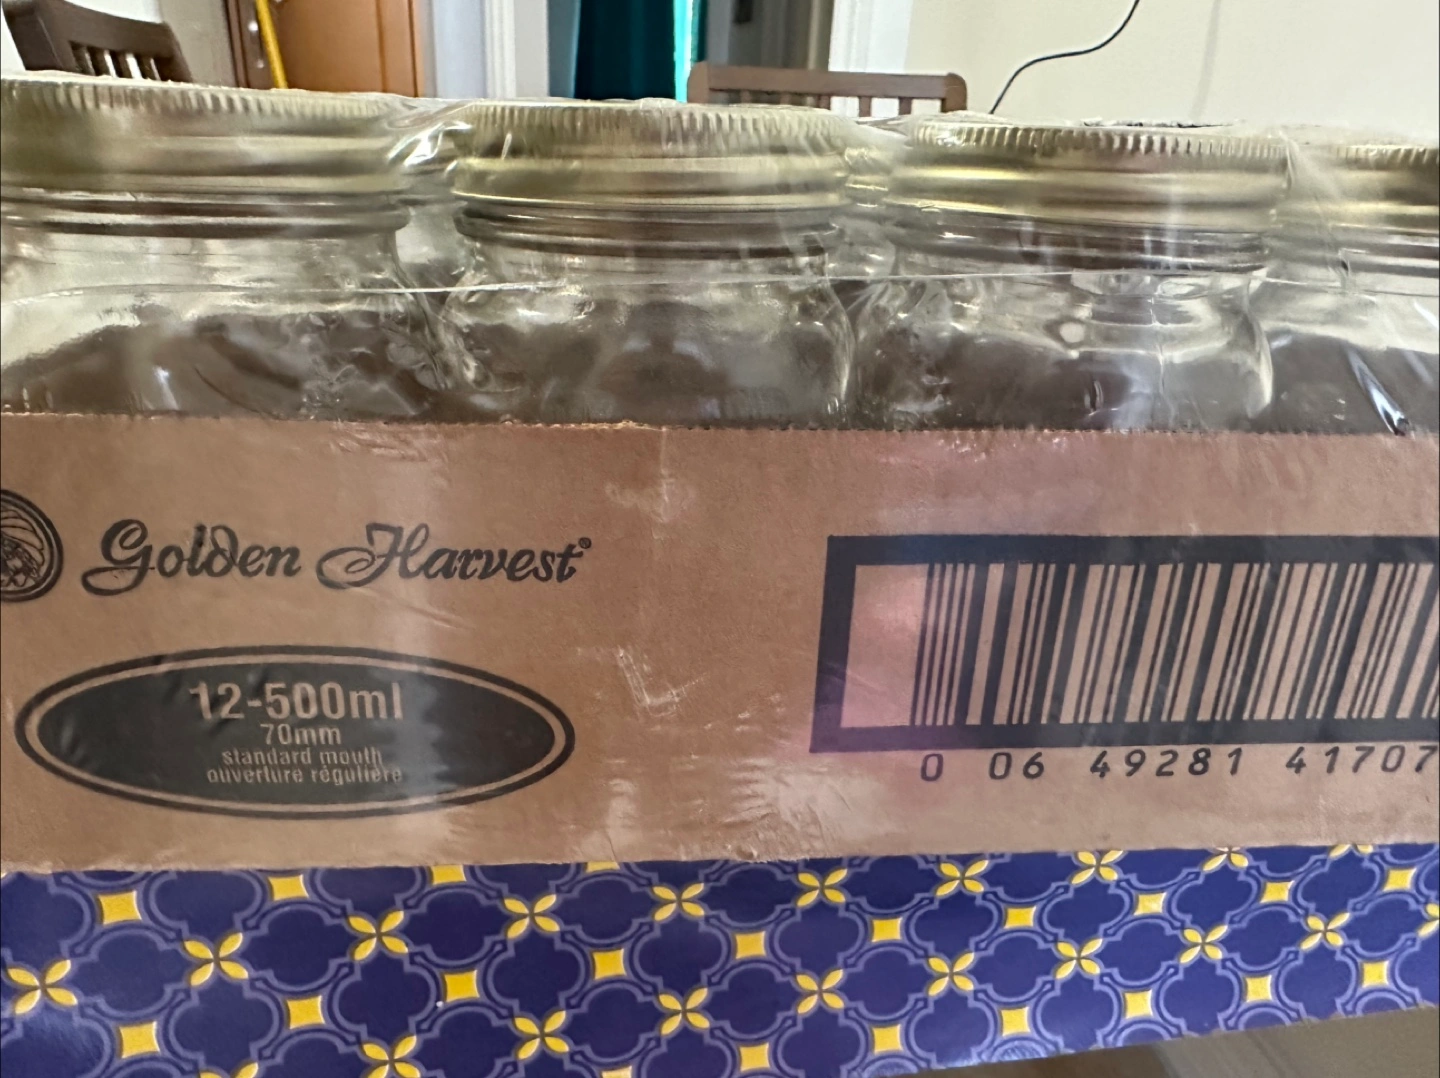 Golden Harvest®
12-500ml
70mm
standard mouth
ouverture régulière
0 06 49281 41707